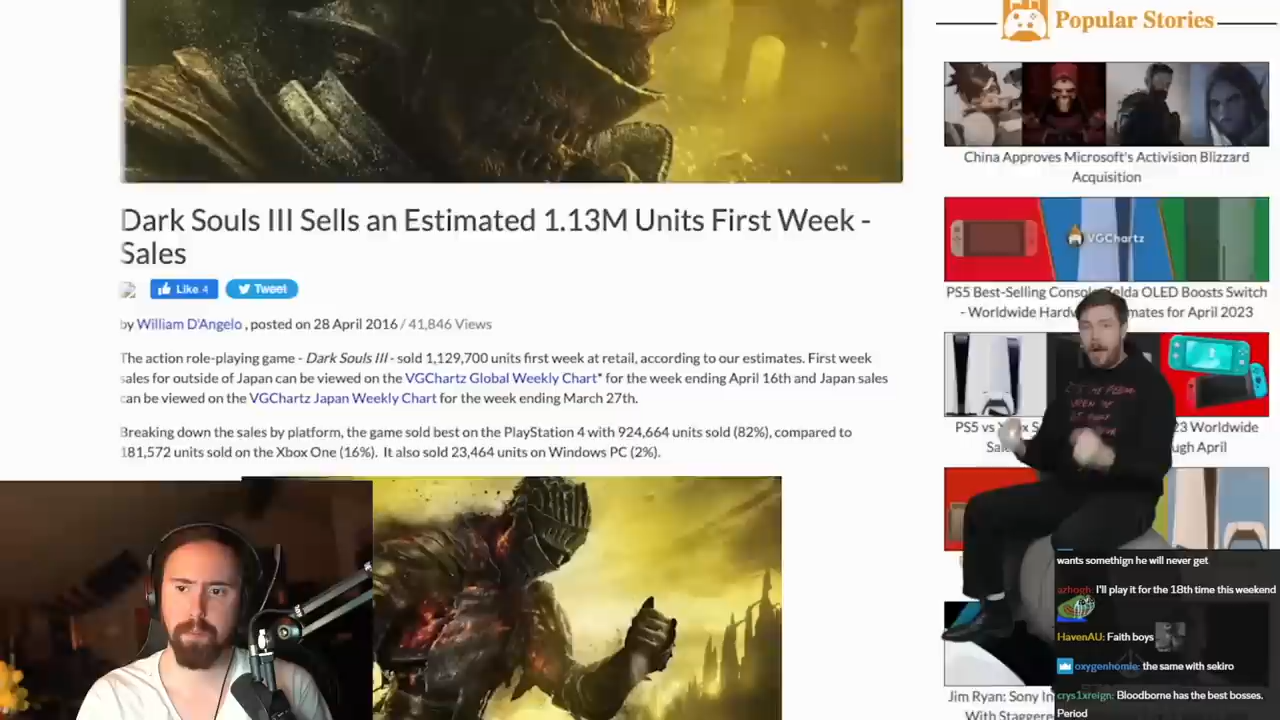 Popular Stories
China Approves Microsoft's Activision Blizzard
Acquisition
VGChartz
PS5 Best-Selling Console, Zelda OLED Boosts Switch
- Worldwide Hardware Estimates for April 2023
PS5 vs
23 Worldwide
Sales
ugh April
Jim Ryan: Sony In
With Staggere
Dark Souls III Sells an Estimated 1.13M Units First Week -
Sales
Like 4
Tweet
by William D'Angelo , posted on 28 April 2016 / 41,846 Views
The action role-playing game - Dark Souls III - sold 1,129,700 units first week at retail, according to our estimates. First week
sales for outside of Japan can be viewed on the VGChartz Global Weekly Chart* for the week ending April 16th and Japan sales
can be viewed on the VGChartz Japan Weekly Chart for the week ending March 27th.
Breaking down the sales by platform, the game sold best on the PlayStation 4 with 924,664 units sold (82%), compared to
181,572 units sold on the Xbox One (16%). It also sold 23,464 units on Windows PC (2%).
wants somethign he will never get
azhogh: I'll play it for the 18th time this weekend
HavenAU: Faith boys
oxygenhomie: the same with sekiro
crys1xreign: Bloodborne has the best bosses.
Period